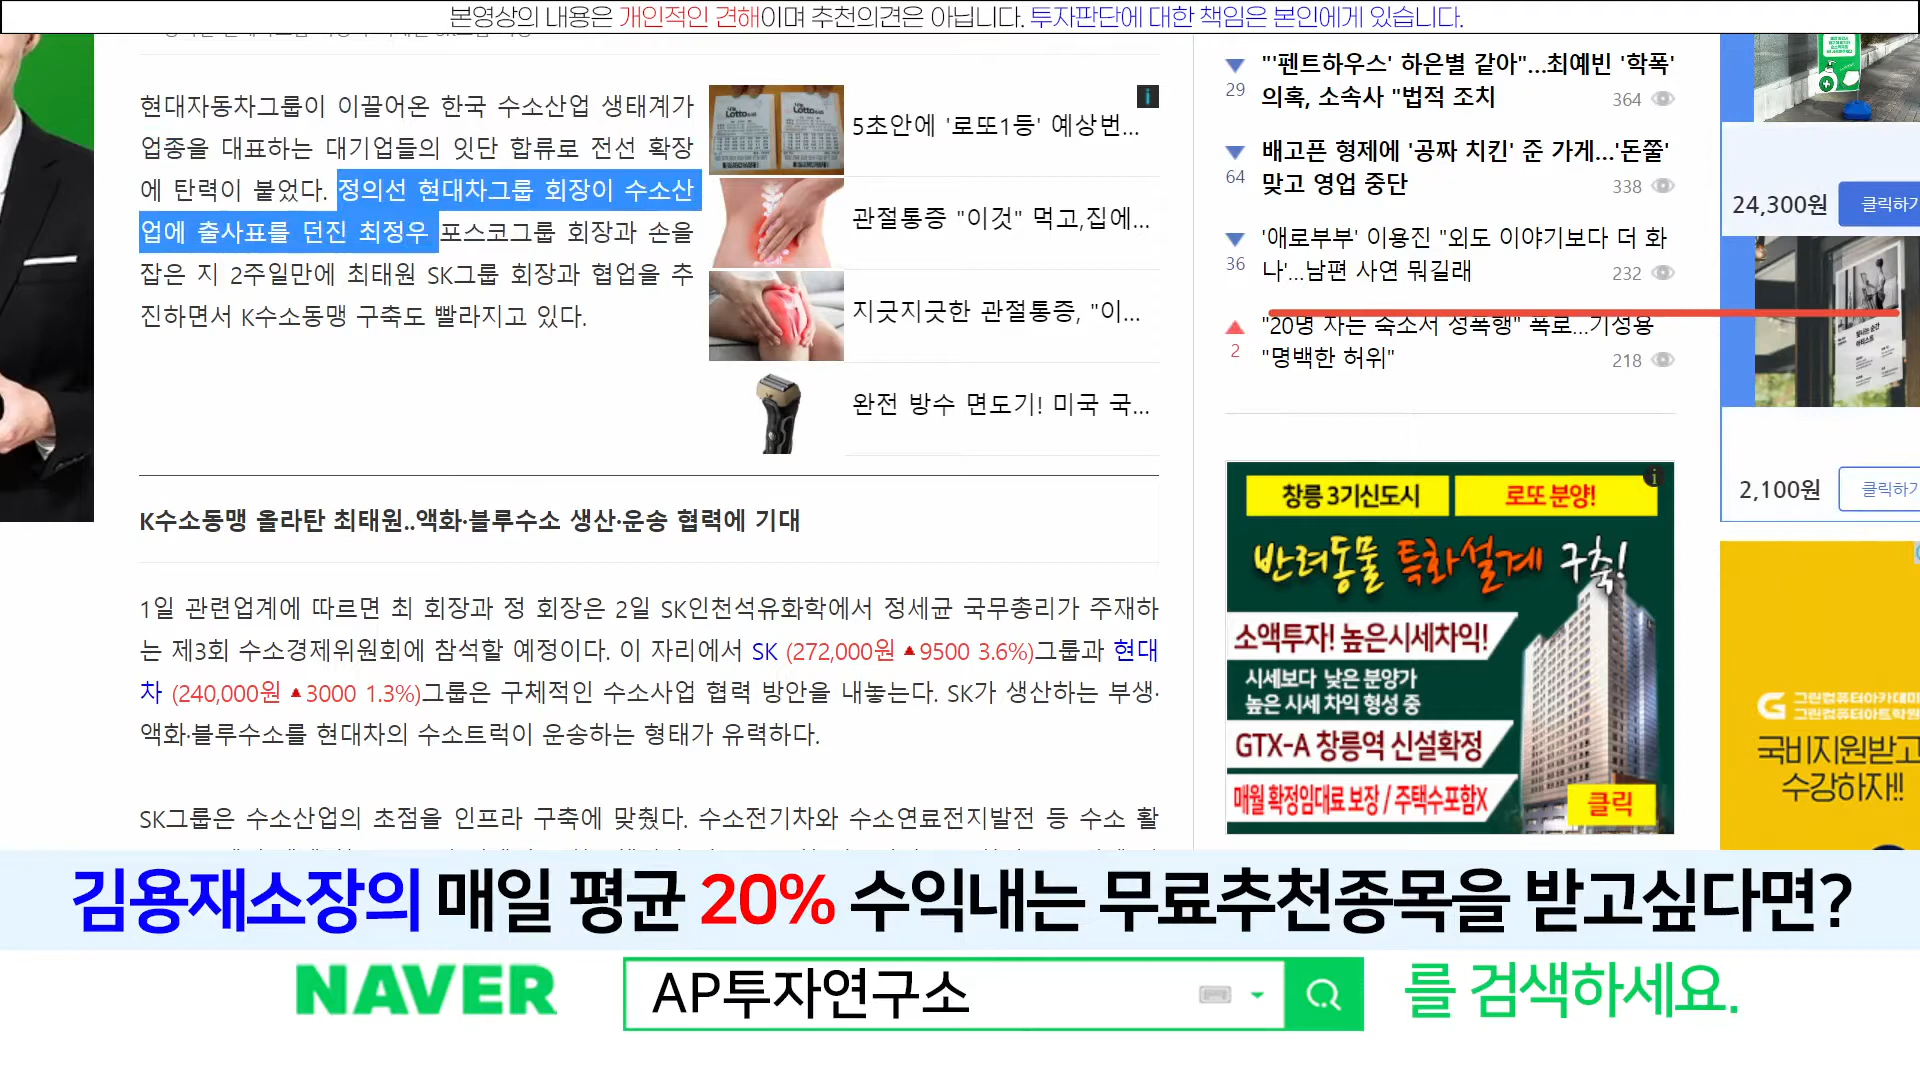 본영상의 내용은 개인적인 견해이며 추천의견은 아닙니다. 투자판단에 대한 책임은 본인에게 있습니다.
현대자동차그룹이 이끌어온 한국 수소산업 생태계가
업종을 대표하는 대기업들의 잇단 합류로 전선 확장
에 탄력이 붙었다. 정의선 현대차그룹 회장이 수소산
업에 출사표를 던진 최정우 포스코그룹 회장과 손을
잡은 지 2주일만에 최태원 SK그룹 회장과 협업을 추
진하면서 K수소동맹 구축도 빨라지고 있다.
Lotto 6/45
5초안에 '로또1등' 예상번...
관절통증 "이것" 먹고,집에...
지긋지긋한 관절통증, "이...
완전 방수 면도기! 미국 국...
K수소동맹 올라탄 최태원..액화·블루수소 생산·운송 협력에 기대
1일 관련업계에 따르면 최 회장과 정 회장은 2일 SK인천석유화학에서 정세균 국무총리가 주재하
는 제3회 수소경제위원회에 참석할 예정이다. 이 자리에서 SK (272,000원 ▲9500 3.6%)그룹과 현대
차 (240,000원 ▲3000 1.3%)그룹은 구체적인 수소사업 협력 방안을 내놓는다. SK가 생산하는 부생·
액화·블루수소를 현대차의 수소트럭이 운송하는 형태가 유력하다.
SK그룹은 수소산업의 초점을 인프라 구축에 맞췄다. 수소전기차와 수소연료전지발전 등 수소 활
29
"'펜트하우스' 하은별 같아"...최예빈 '학폭'
의혹, 소속사 "법적 조치
364
64
배고픈 형제에 '공짜 치킨' 준 가게...'돈쭐'
맞고 영업 중단
338
36
'애로부부' 이용진 "외도 이야기보다 더 화
나'...남편 사연 뭐길래
232
2
"20명 자는 숙소서 성폭행" 폭로...기성용
"명백한 허위"
218
창릉 3기신도시
로또 분양!
반려동물 특화설계 구축!
소액투자! 높은시세차익!
시세보다 낮은 분양가
높은 시세 차익 형성 중
GTX-A 창릉역 신설확정
매월 확정임대료 보장 / 주택수포함X
클릭
24,300원
클릭하기
2,100원
클릭하기
그린컴퓨터아카데미
그린컴퓨터아트학원
국비지원받고
수강하자!!!
김용재소장의 매일 평균 20% 수익내는 무료추천종목을 받고싶다면?
NAVER
AP투자연구소
를 검색하세요.